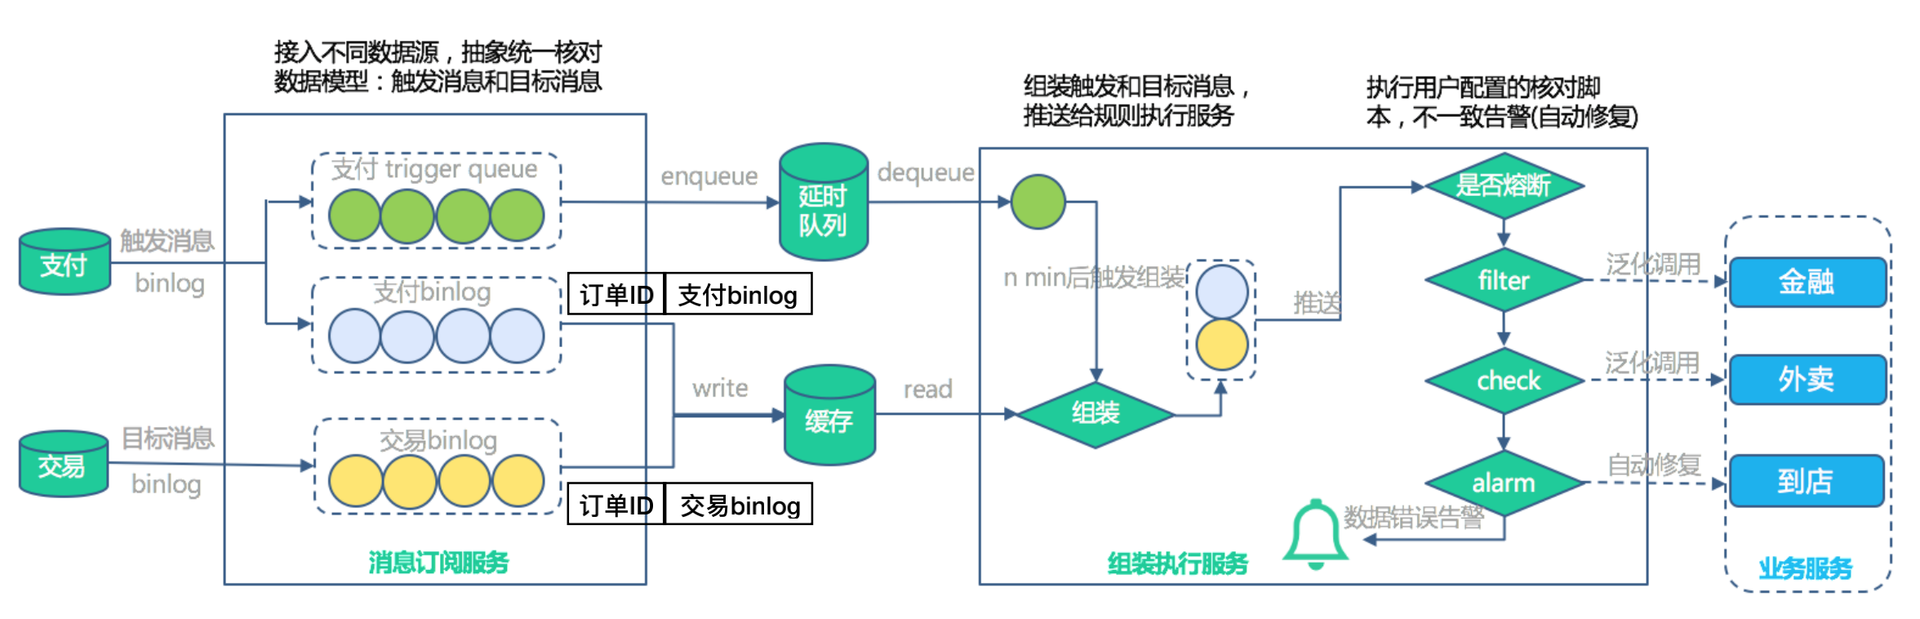 接入不同数据源，抽象统一核对
数据模型：触发消息和目标消息
组装触发和目标消息，
推送给规则执行服务
执行用户配置的核对脚
本，不一致告警(自动修复)
支付 trigger queue
enqueue
延时
队列
dequeue
是否熔断
支付
触发消息
binlog
支付binlog
订单ID
支付binlog
n min后触发组装
推送
filter
泛化调用
金融
write
缓存
read
组装
check
泛化调用
外卖
交易
目标消息
binlog
交易binlog
订单ID
交易binlog
alarm
自动修复
到店
数据错误告警
消息订阅服务
组装执行服务
业务服务